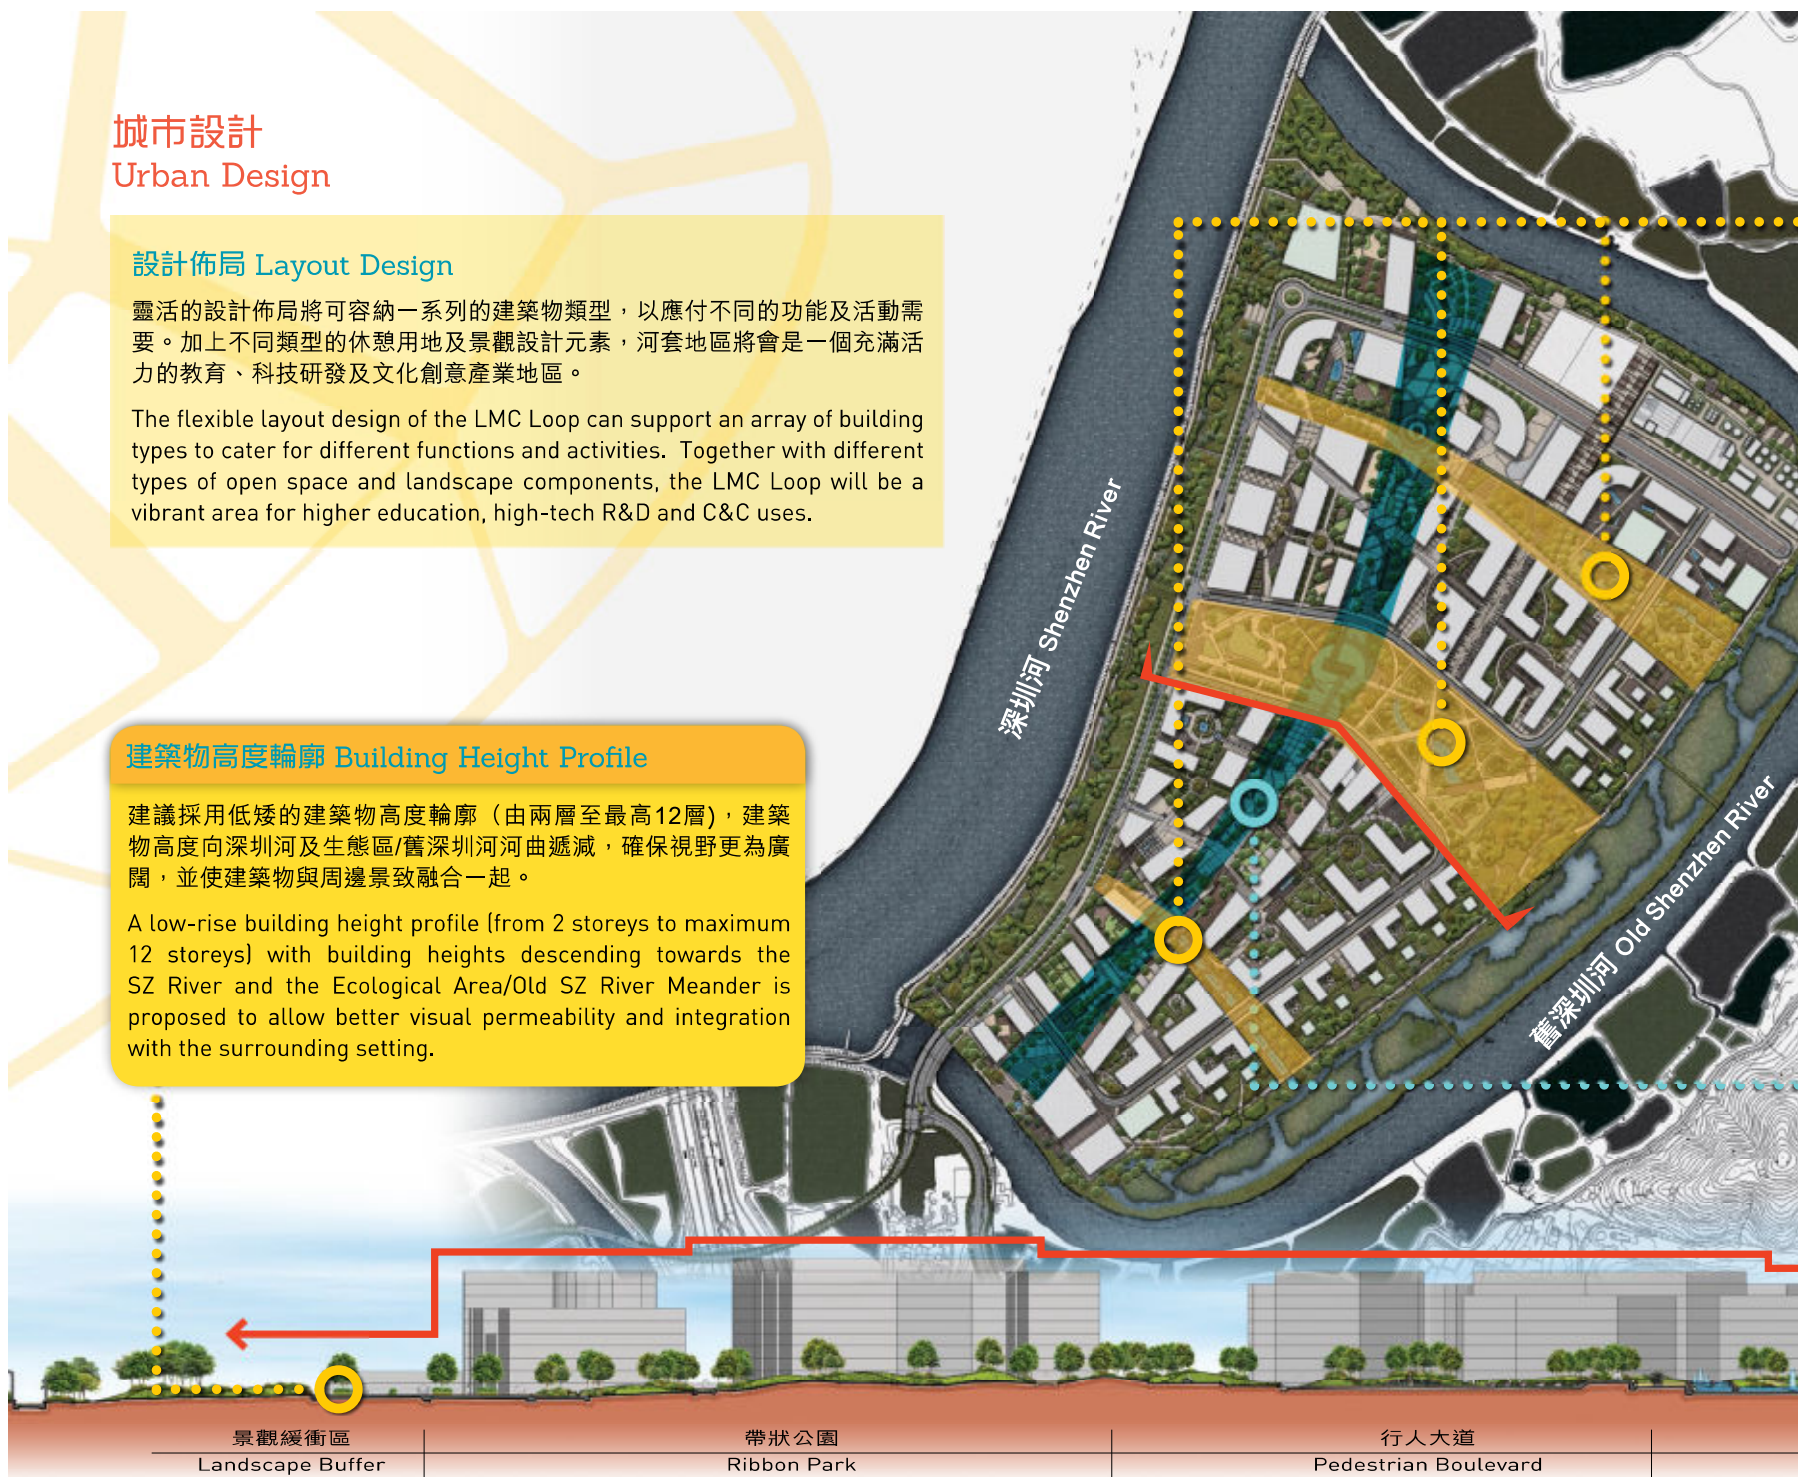 城市設計
Urban Design
設計佈局 Layout Design
靈活的設計佈局將可容納一系列的建築物類型，以應付不同的功能及活動需
要。加上不同類型的休憩用地及景觀設計元素，河套地區將會是一個充滿活
力的教育、科技研發及文化創意產業地區。
The flexible layout design of the LMC Loop can support an array of building
types to cater for different functions and activities. Together with different
types of open space and landscape components, the LMC Loop will be a
vibrant area for higher education, high-tech R&D and C&C uses.
建築物高度輪廓 Building Height Profile
建議採用低矮的建築物高度輪廓（由兩層至最高12層)，建築
物高度向深圳河及生態區/舊深圳河河曲遞減，確保視野更為廣
闊，並使建築物與周邊景致融合一起。
A low-rise building height profile (from 2 storeys to maximum
12 storeys) with building heights descending towards the
SZ River and the Ecological Area/Old SZ River Meander is
proposed to allow better visual permeability and integration
with the surrounding setting.
深圳河 Shenzhen River
舊深圳河 Old Shenzhen River
景觀緩衝區
Landscape Buffer
帶狀公園
Ribbon Park
行人大道
Pedestrian Boulevard